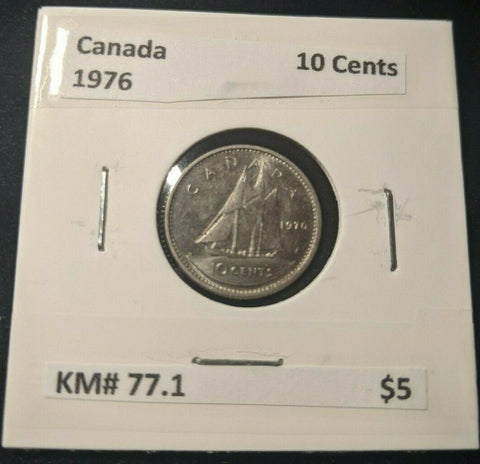 Canada
10 Cents
1976
CANADA
1976
10 CENTS
KM# 77.1
$5